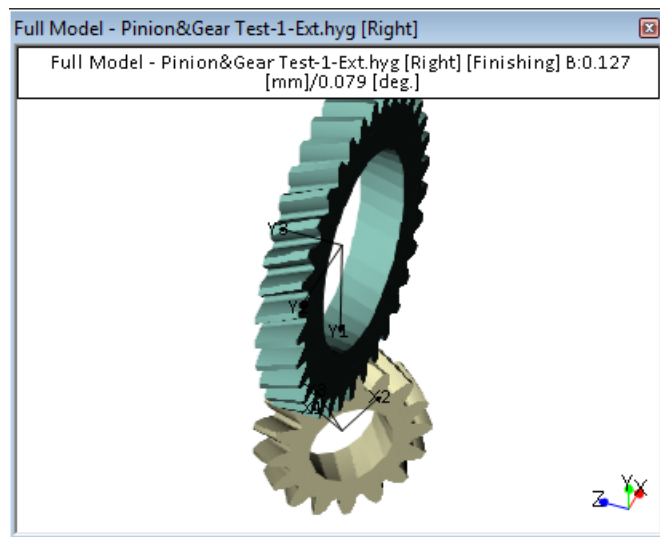 Full Model - Pinion&Gear Test-1-Ext.hyg [Right]
Full Model - Pinion&Gear Test-1-Ext.hyg [Right] [Finishing] B:0.127
[mm]/0.079 [deg.]
Y3
Y1
X2
Y
X
Z